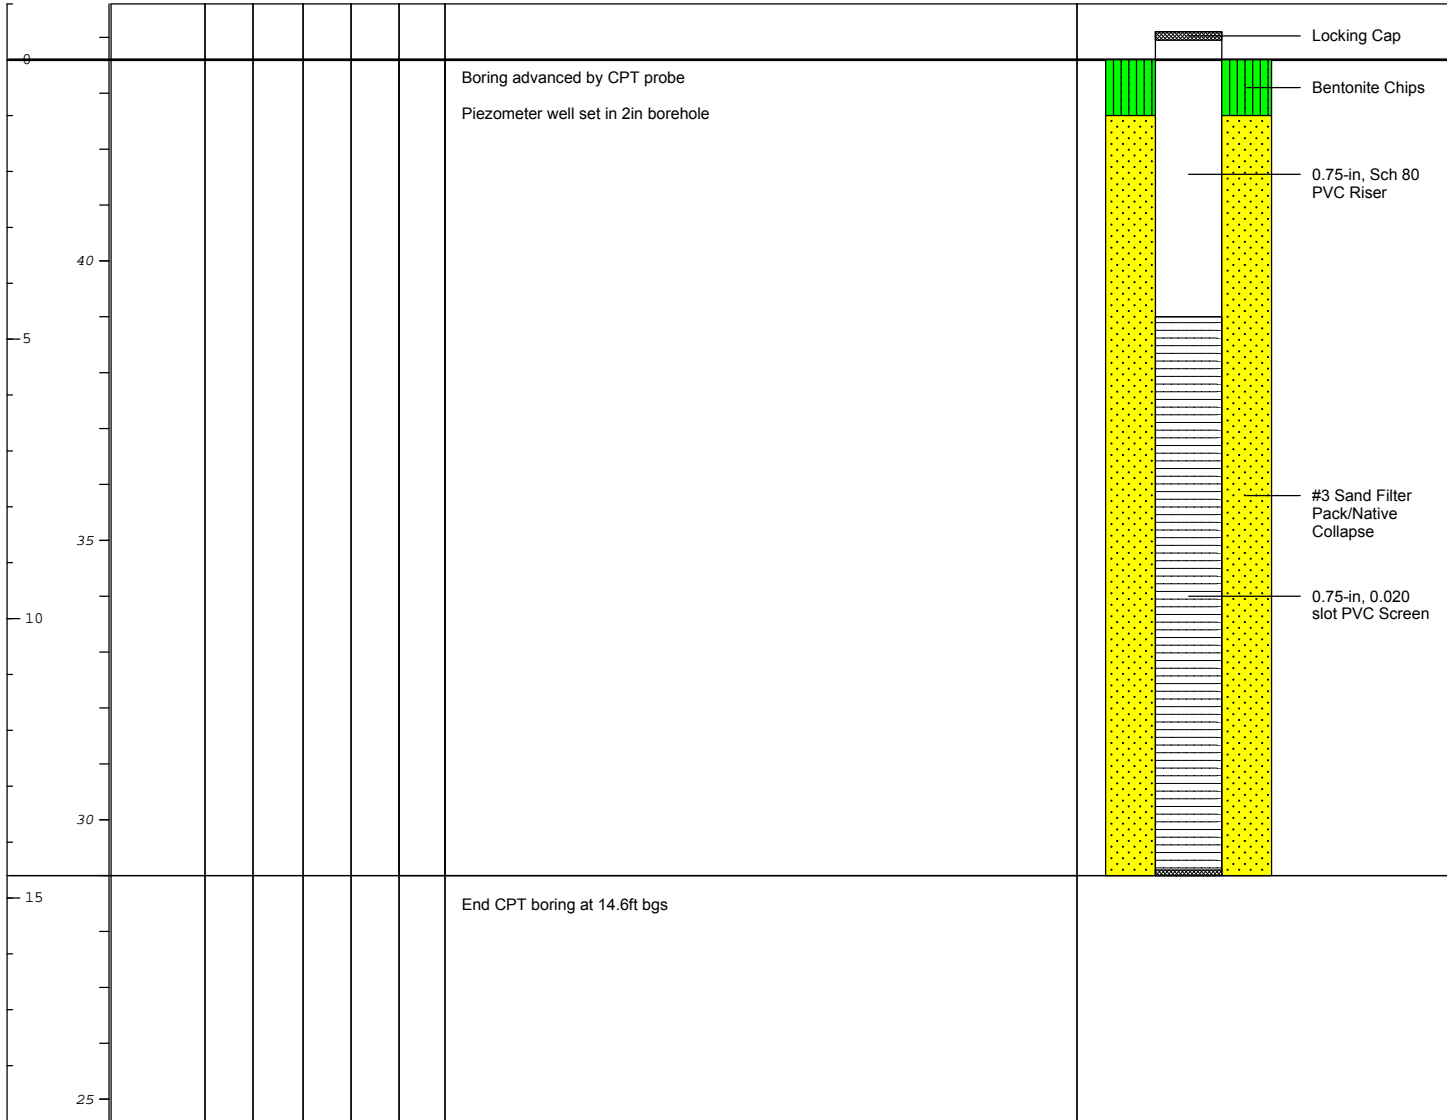 Locking Cap
0
Boring advanced by CPT probe
Bentonite Chips
Piezometer well set in 2in borehole
0.75-in, Sch 80
PVC Riser
40
5
#3 Sand Filter
Pack/Native
Collapse
35
0.75-in, 0.020
slot PVC Screen
10
30
15
End CPT boring at 14.6ft bgs
25